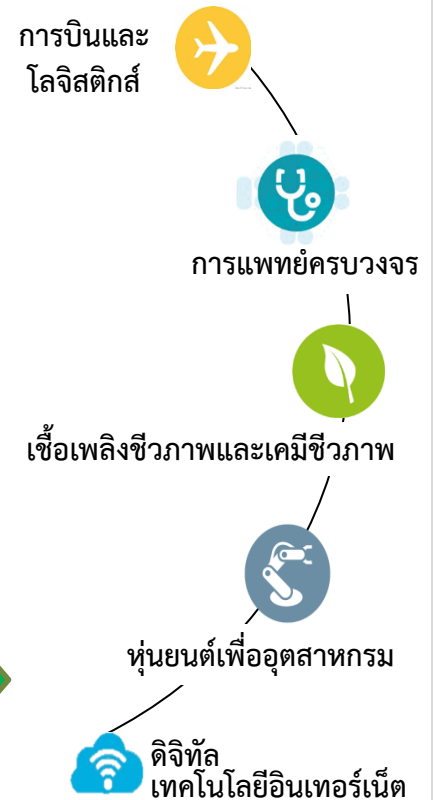 การบินและ
โลจิสติกส์
การแพทย์ครบวงจร
เชื้อเพลิงชีวภาพและเคมีชีวภาพ
หุ่นยนต์เพื่ออุตสาหกรม
ดิจิทัล
เทคโนโลยีอินเทอร์เน็ต